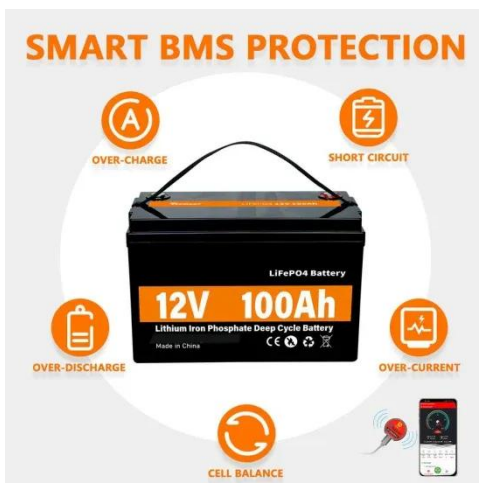 SMART BMS PROTECTION
OVER-CHARGE
SHORT CIRCUIT
LiFePO4 Battery
12V 100Ah
Lithium Iron Phosphate Deep Cycle Battery
Made in China
CE
OVER-DISCHARGE
OVER-CURRENT
CELL BALANCE